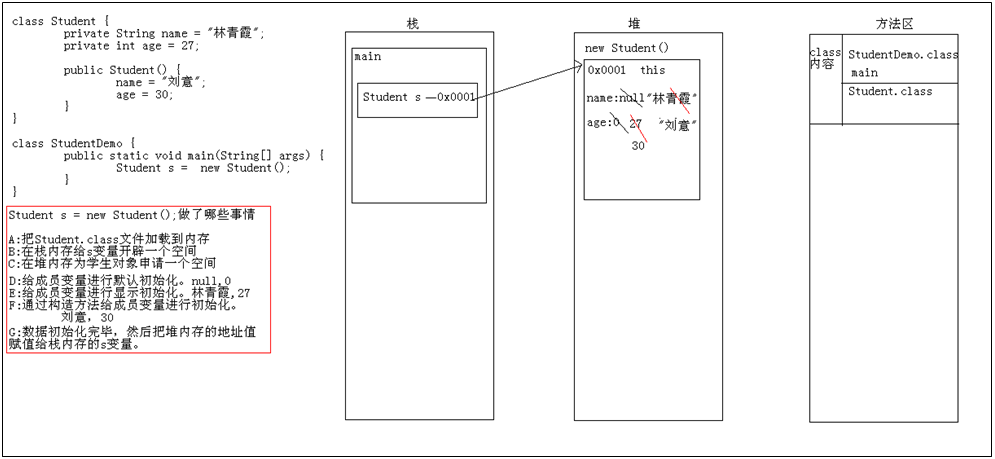 class Student {
private String name = "林青霞";
private int age = 27;
public Student() {
name = "刘意";
age = 30;
}
}
class StudentDemo {
public static void main(String[] args) {
Student s = new Student();
}
}
Student s = new Student();做了哪些事情
A:把Student.class文件加载到内存
B:在栈内存给s变量开辟一个空间
C:在堆内存为学生对象申请一个空间
D:给成员变量进行默认初始化。null,0
E:给成员变量进行显示初始化。林青霞,27
F:通过构造方法给成员变量进行初始化。
刘意, 30
G:数据初始化完毕，然后把堆内存的地址值
赋值给栈内存的s变量。
栈
main
Student s —0x0001
堆
new Student()
0x0001 this
name:null "林青霞"
age:0 27 "刘意"
30
方法区
class
内容
StudentDemo.class
main
Student.class